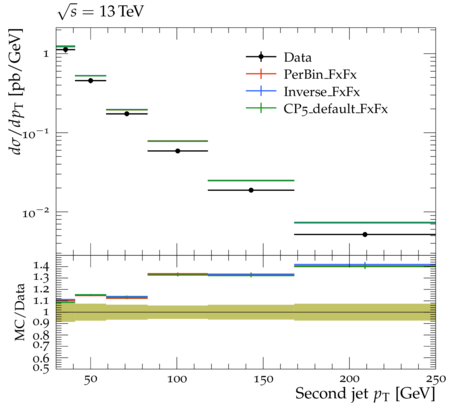 √s = 13 TeV
dσ/dp_T [pb/GeV]
Data
PerBin_FxFx
Inverse_FxFx
CP5_default_FxFx
1
10⁻¹
10⁻²
MC/Data
1.4
1.3
1.2
1.1
1
0.9
0.8
0.7
0.6
0.5
50 100 150 200 250
Second jet p_T [GeV]